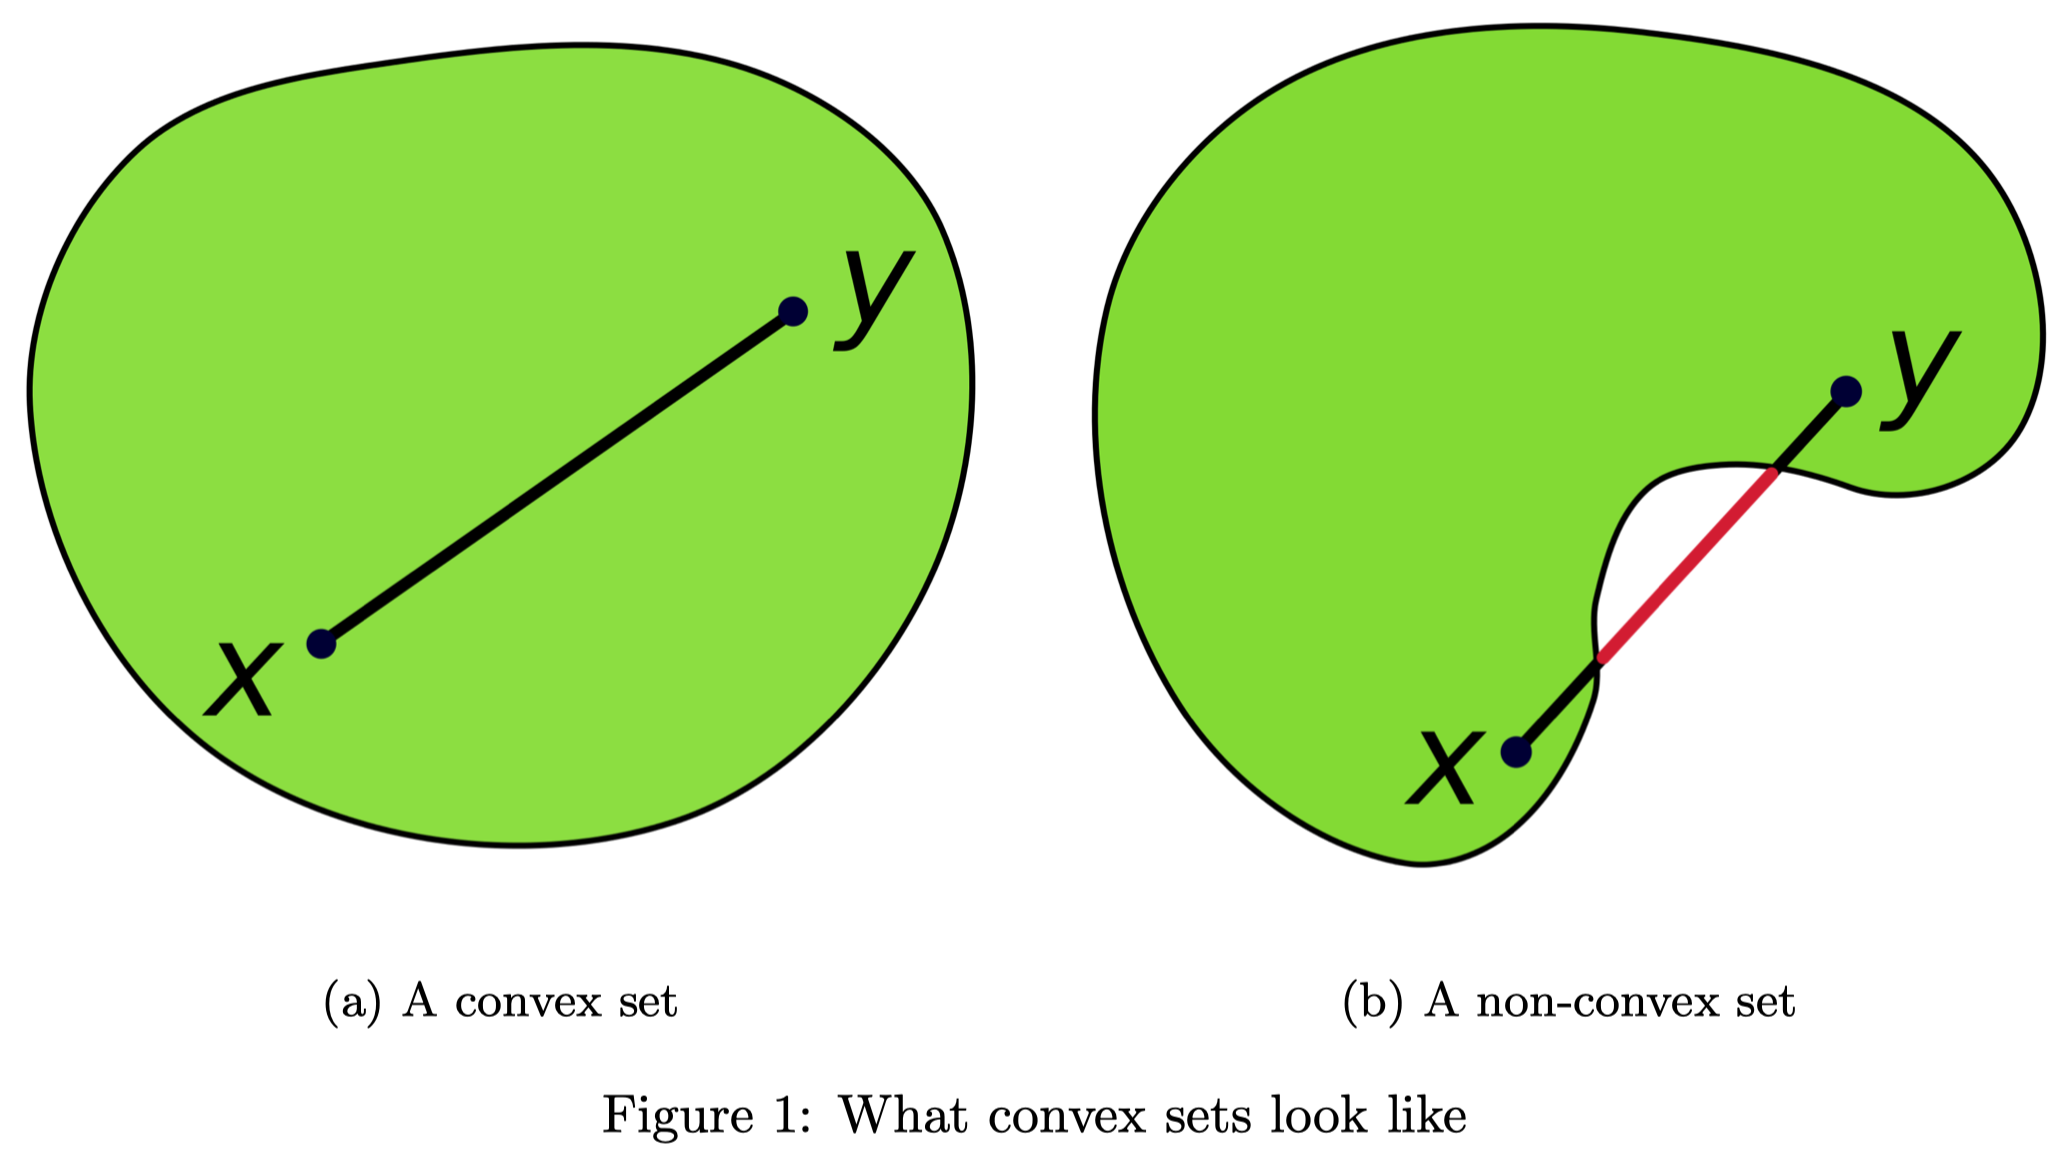 y
x
y
x
(a) A convex set
(b) A non-convex set
Figure 1: What convex sets look like